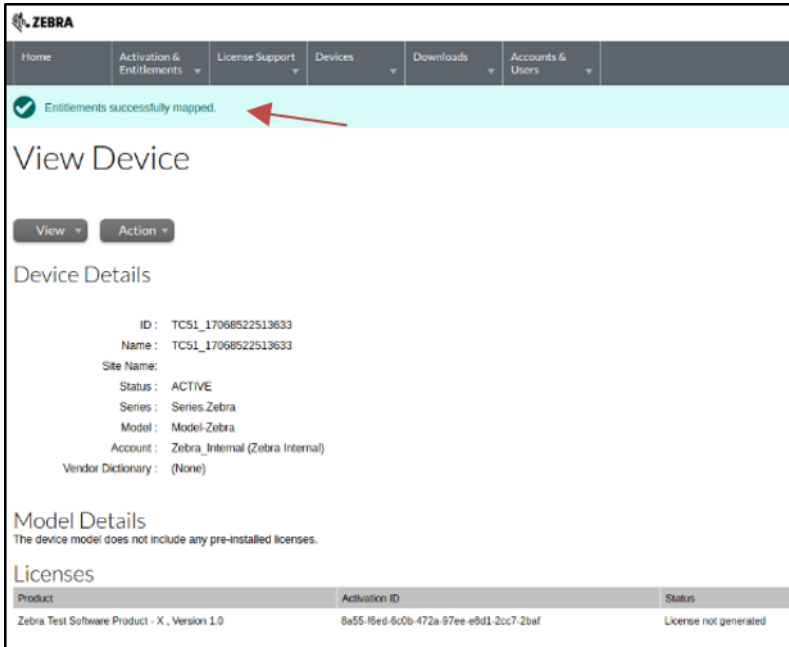 ZEBRA
Home Activation & Entitlements License Support Devices Downloads Accounts & Users
Entitlements successfully mapped.
View Device
View Action
Device Details
ID : TC51_17068522513633
Name : TC51_17068522513633
Site Name:
Status : ACTIVE
Series : Series.Zebra
Model : Model-Zebra
Account : Zebra_Internal (Zebra Internal)
Vendor Dictionary : (None)
Model Details
The device model does not include any pre-installed licenses.
Licenses
Product Activation ID Status
Zebra Test Software Product - X , Version 1.0 8a55-f6ed-6c0b-472a-97ee-e8d1-2cc7-2baf License not generated